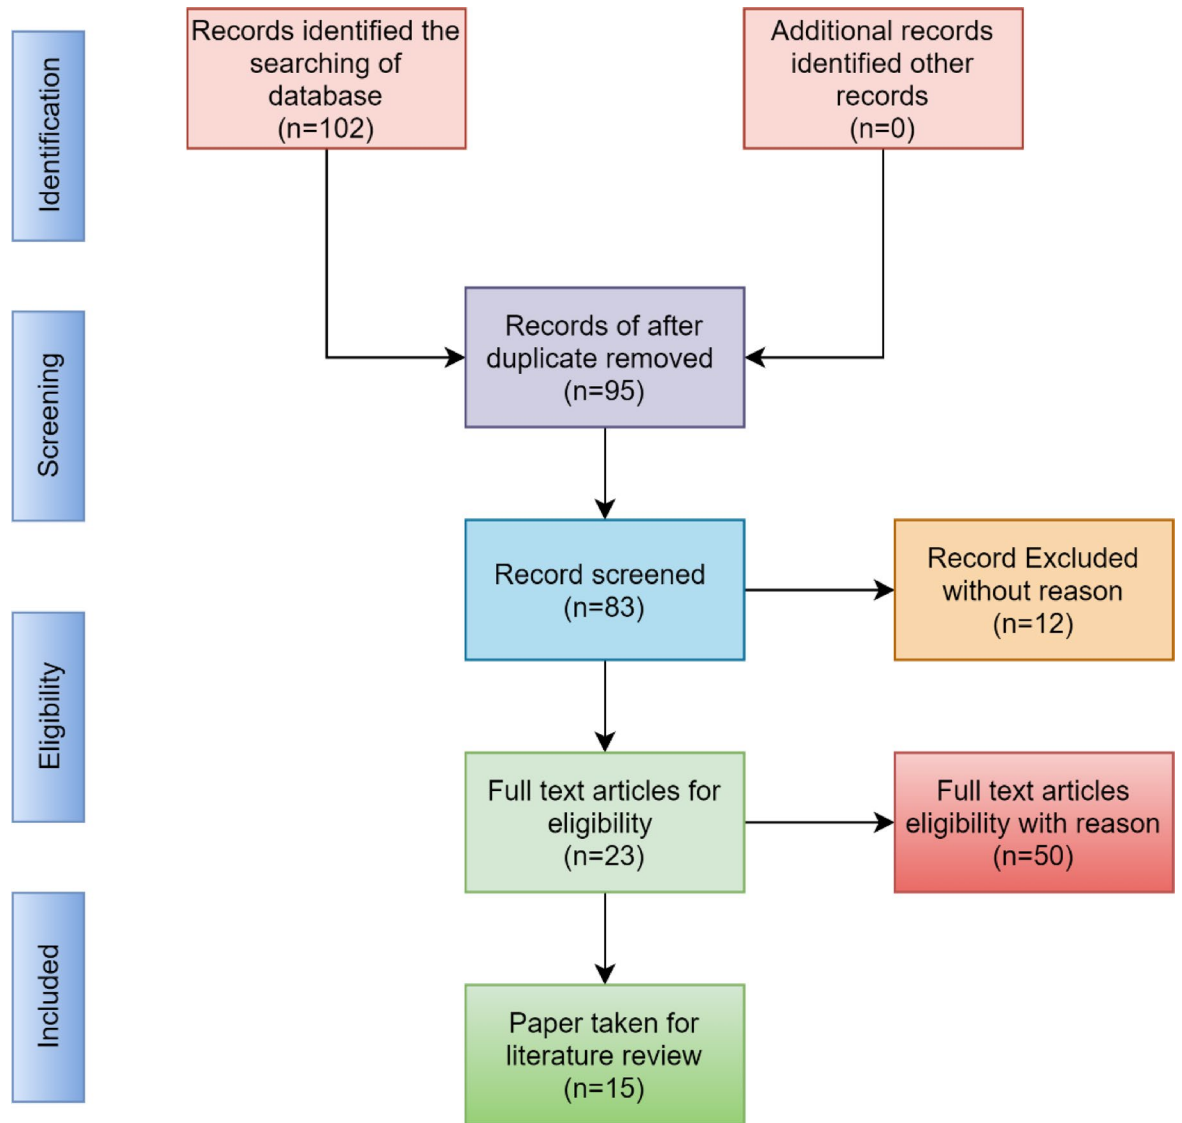 Identification
Records identified the
searching of
database
(n=102)
Additional records
identified other
records
(n=0)
Screening
Records of after
duplicate removed
(n=95)
Record screened
(n=83)
Record Excluded
without reason
(n=12)
Eligibility
Full text articles for
eligibility
(n=23)
Full text articles
eligibility with reason
(n=50)
Included
Paper taken for
literature review
(n=15)